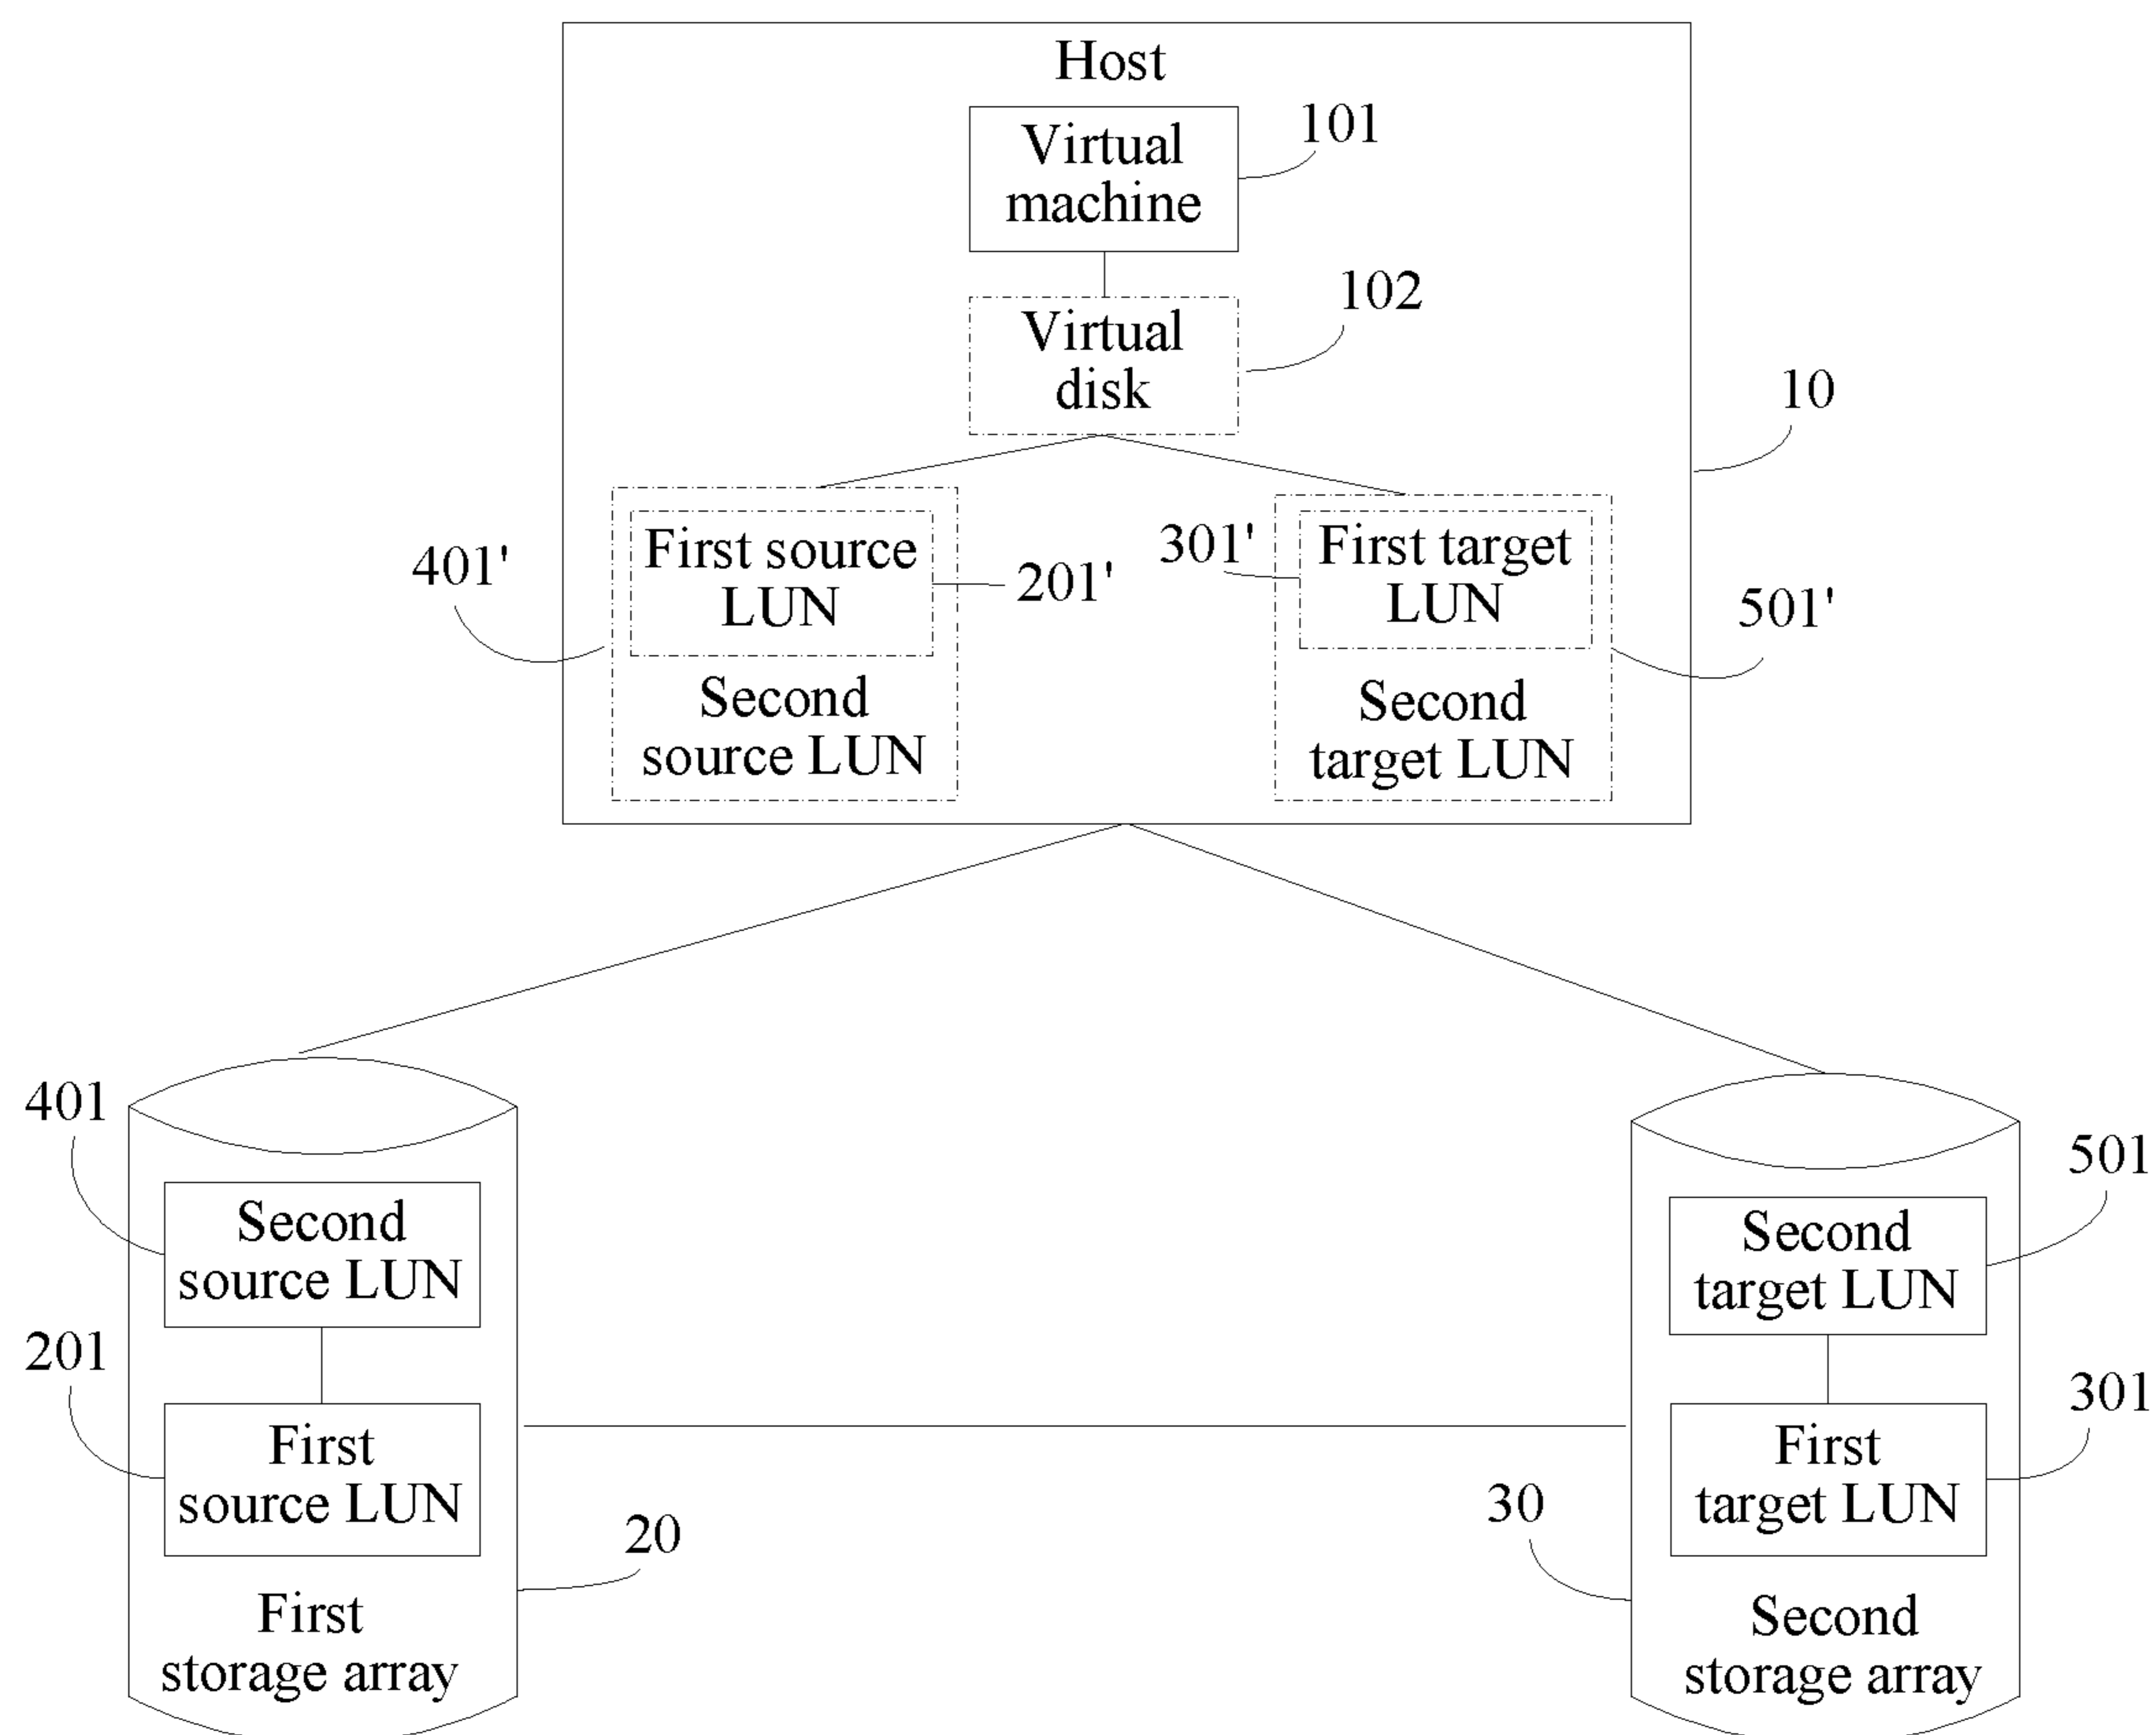 Host
Virtual
machine
101
Virtual
disk
102
10
401'
First source
LUN
201'
Second
source LUN
301'
First target
LUN
501'
Second
target LUN
401
Second
source LUN
201
First
source LUN
20
First
storage array
501
Second
target LUN
301
First
target LUN
30
Second
storage array